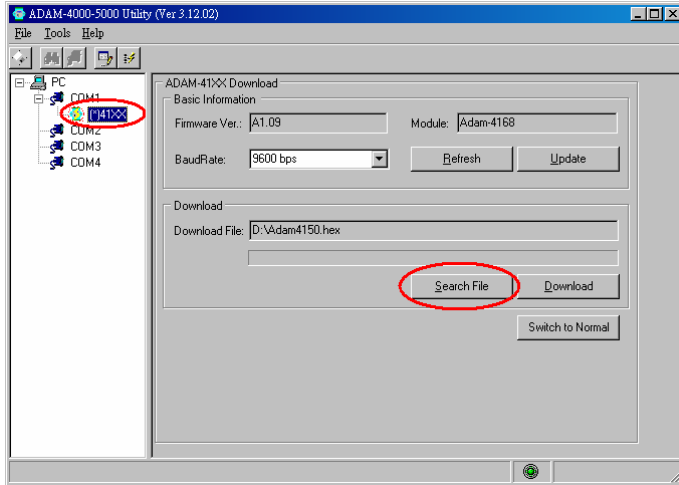 ADAM-4000-5000 Utility (Ver 3.12.02)
File Tools Help
PC
COM1
(*)41XX
COM2
COM3
COM4
ADAM-41XX Download
Basic Information
Firmware Ver.: A1.09 Module: Adam-4168
BaudRate: 9600 bps Refresh Update
Download
Download File: D:\Adam4150.hex
Search File Download
Switch to Normal